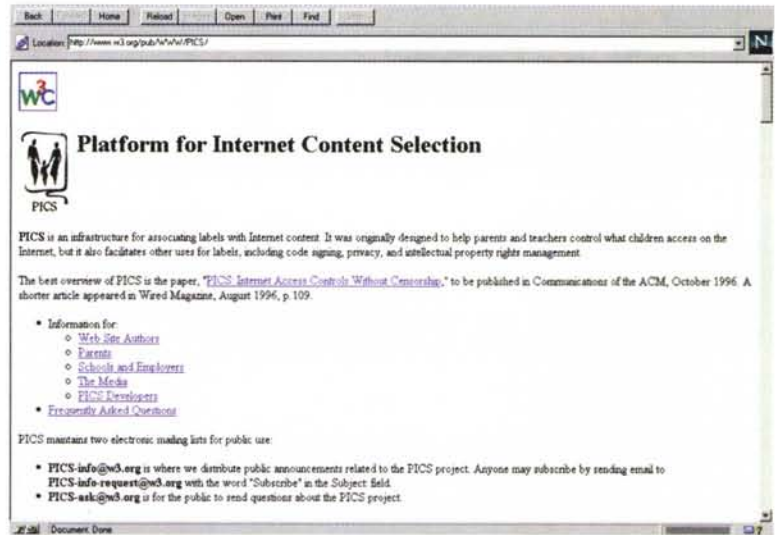 Back Home Reload Open Print Find
Location: http://www.w3.org/pub/WWW/PICS/
N
W3C
Platform for Internet Content Selection
PICS
PICS is an infrastructure for associating labels with Internet content. It was originally designed to help parents and teachers control what children access on the
Internet, but it also facilitates other uses for labels, including code signing, privacy, and intellectual property rights management.
The best overview of PICS is the paper, "PICS: Internet Access Controls Without Censorship," to be published in Communications of the ACM, October 1996. A
shorter article appeared in Wired Magazine, August 1996, p.109.
• Information for:
○ Web Site Authors
○ Parents
○ Schools and Employers
○ The Media
○ PICS Developers
• Frequently Asked Questions
PICS maintains two electronic mailing lists for public use:
• PICS-info@w3.org is where we distribute public announcements related to the PICS project. Anyone may subscribe by sending email to
PICS-info-request@w3.org with the word "Subscribe" in the Subject: field.
• PICS-ask@w3.org is for the public to send questions about the PICS project.
Document: Done